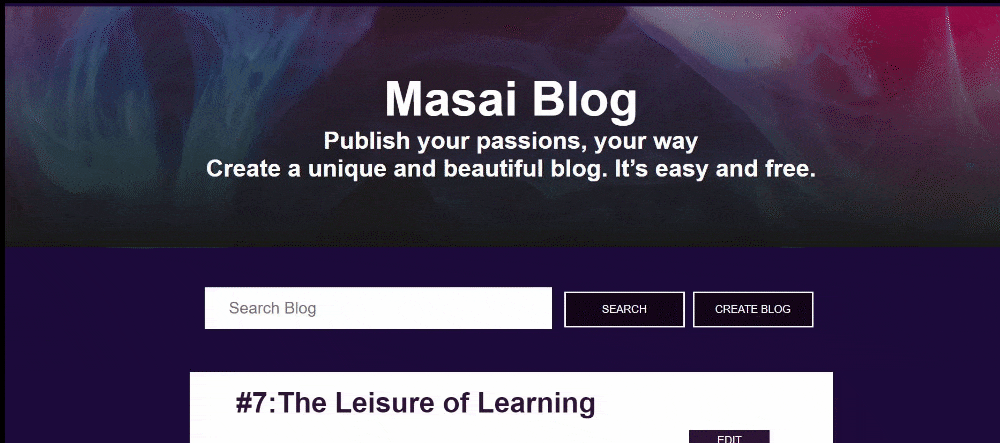 Masai Blog
Publish your passions, your way
Create a unique and beautiful blog. It’s easy and free.
Search Blog
SEARCH
CREATE BLOG
#7:The Leisure of Learning
EDIT